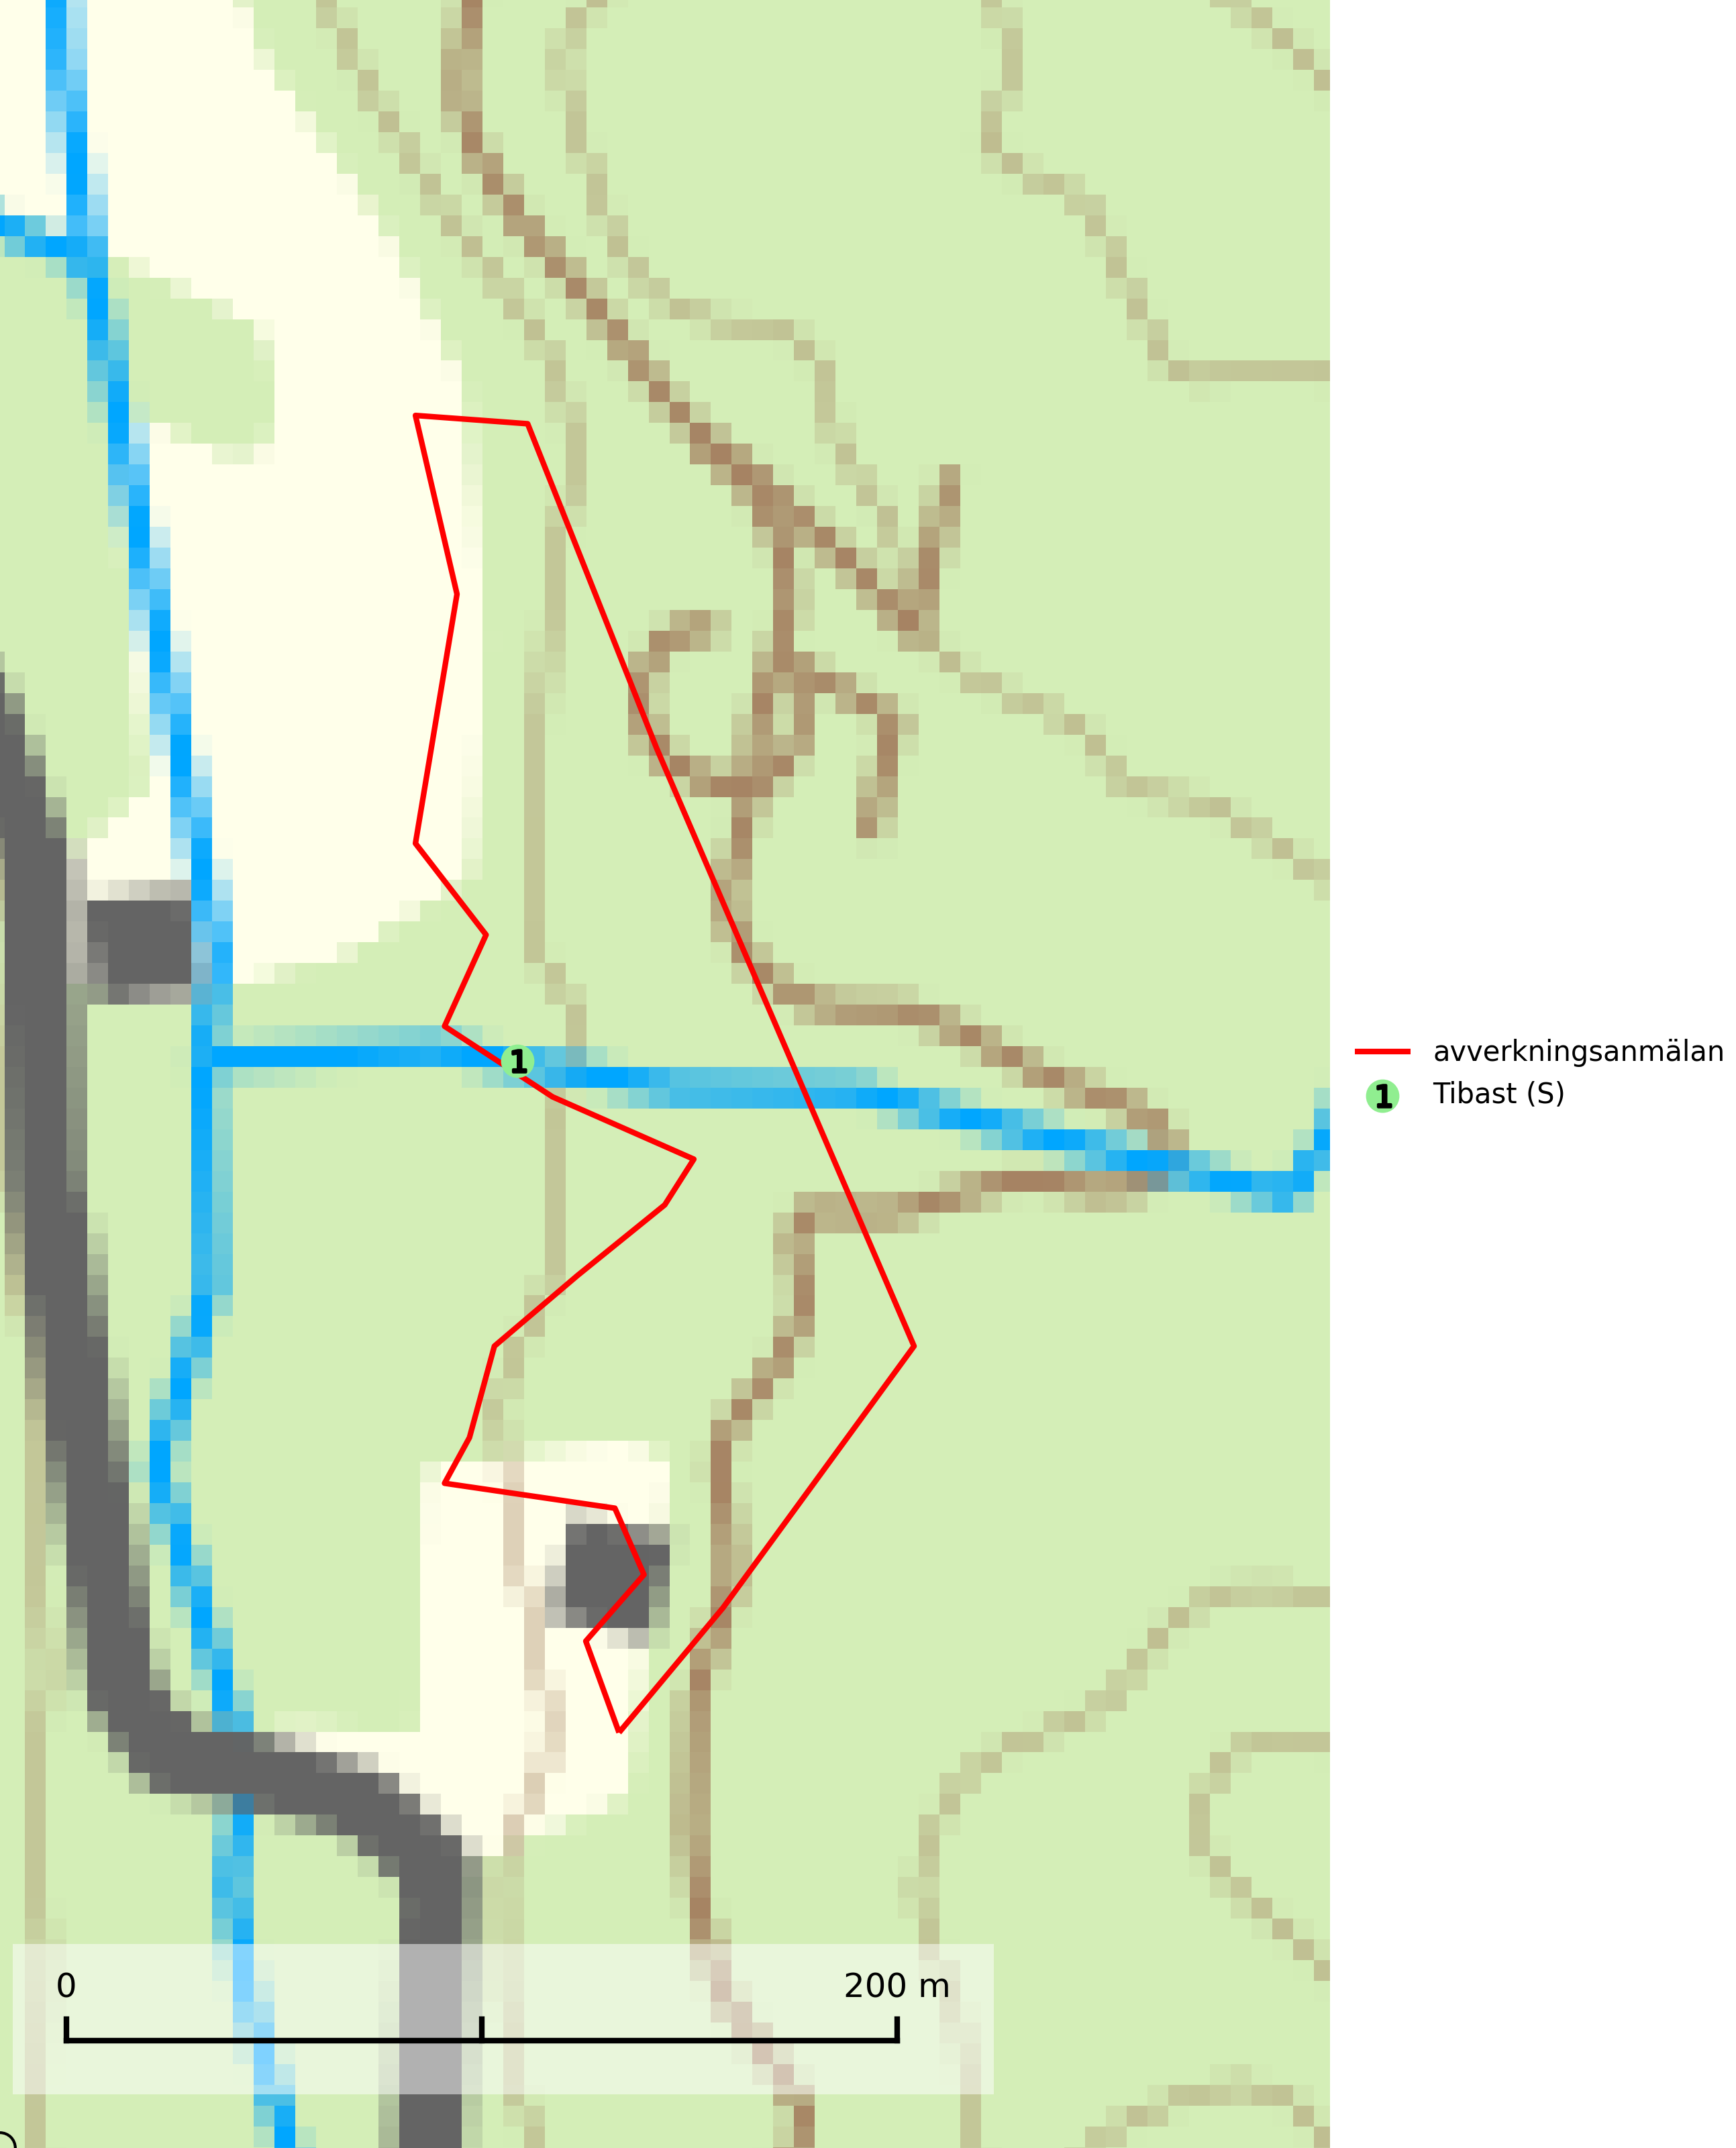 1
avverkningsanmälan
1 Tibast (S)
0 200 m